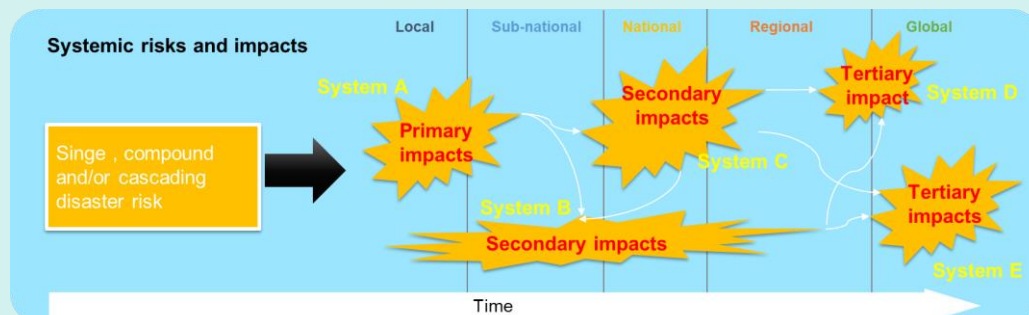 Systemic risks and impacts
Local
Sub-national
National
Regional
Global
System A
Primary
impacts
Secondary
impacts
Tertiary
impact
System D
Singe , compound
and/or cascading
disaster risk
System C
System B
Secondary impacts
Tertiary
impacts
System E
Time